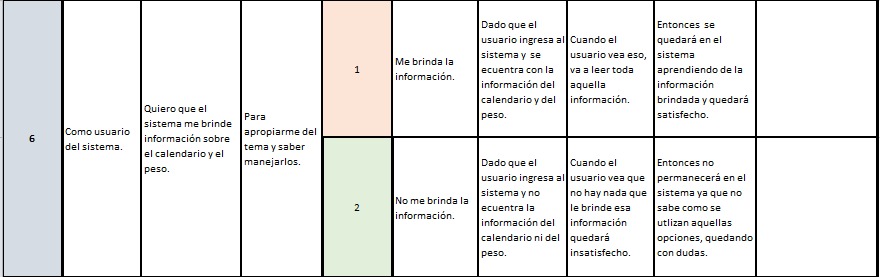 6
Como usuario
del sistema.
Quiero que el
sistema me brinde
información sobre
el calendario y el
peso.
Para
apropiarme del
tema y saber
manejarlos.
1
Me brinda la
información.
Dado que el
usuario ingresa al
sistema y se
ecuentra con la
información del
calendario y del
peso.
Cuando el
usuario vea eso,
va a leer toda
aquella
información.
Entonces se
quedará en el
sistema
aprendiendo de la
información
brindada y quedará
satisfecho.
2
No me brinda la
información.
Dado que el
usuario ingresa al
sistema y no
ecuentra la
información del
calendario ni del
peso.
Cuando el
usuario vea que
no hay nada que
le brinde esa
información
quedará
insatisfecho.
Entonces no
permanecerá en el
sistema ya que no
sabe como se
utlizan aquellas
opciones, quedando
con dudas.